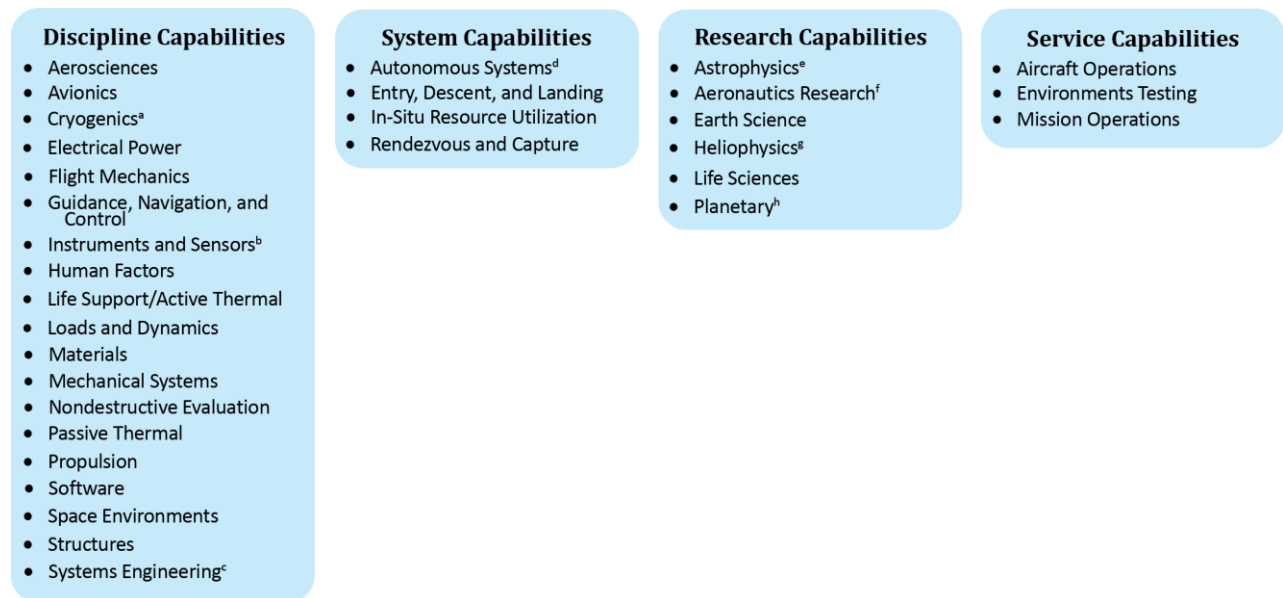 Discipline Capabilities
• Aerosciences
• Avionics
• Cryogenicsᵃ
• Electrical Power
• Flight Mechanics
• Guidance, Navigation, and
Control
• Instruments and Sensorsᵇ
• Human Factors
• Life Support/Active Thermal
• Loads and Dynamics
• Materials
• Mechanical Systems
• Nondestructive Evaluation
• Passive Thermal
• Propulsion
• Software
• Space Environments
• Structures
• Systems Engineeringᶜ
System Capabilities
• Autonomous Systemsᵈ
• Entry, Descent, and Landing
• In-Situ Resource Utilization
• Rendezvous and Capture
Research Capabilities
• Astrophysicsᵉ
• Aeronautics Researchᶠ
• Earth Science
• Heliophysicsᵍ
• Life Sciences
• Planetaryʰ
Service Capabilities
• Aircraft Operations
• Environments Testing
• Mission Operations